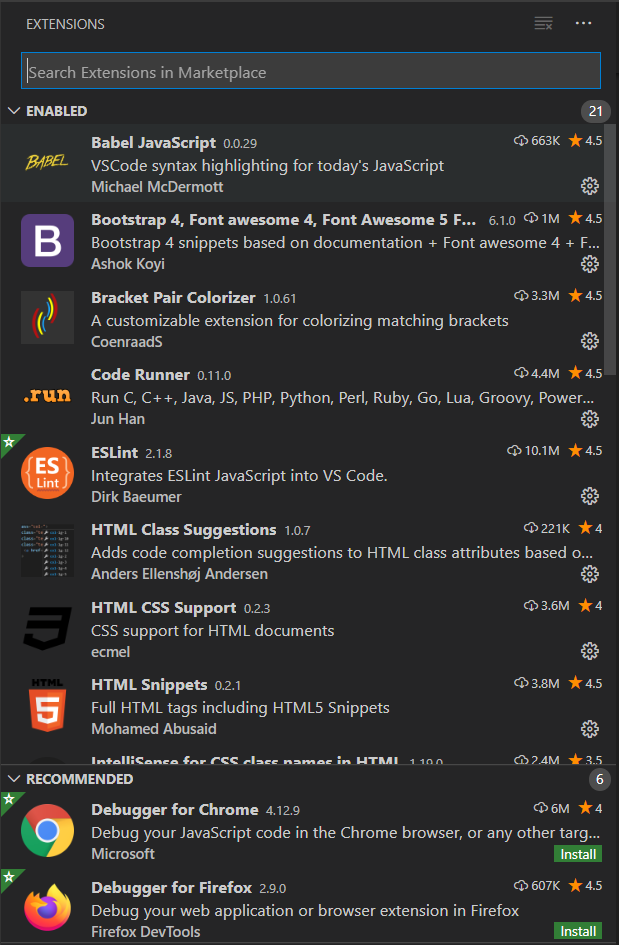 EXTENSIONS
Search Extensions in Marketplace
ENABLED 21
BABEL
Babel JavaScript 0.0.29 663K 4.5
VSCode syntax highlighting for today's JavaScript
Michael McDermott
B
Bootstrap 4, Font awesome 4, Font Awesome 5 F... 6.1.0 1M 4.5
Bootstrap 4 snippets based on documentation + Font awesome 4 + F...
Ashok Koyi
Bracket Pair Colorizer 1.0.61 3.3M 4.5
A customizable extension for colorizing matching brackets
CoenraadS
.run
Code Runner 0.11.0 4.4M 4.5
Run C, C++, Java, JS, PHP, Python, Perl, Ruby, Go, Lua, Groovy, Power...
Jun Han
ES
Lint
ESLint 2.1.8 10.1M 4.5
Integrates ESLint JavaScript into VS Code.
Dirk Baeumer
HTML Class Suggestions 1.0.7 221K 4
Adds code completion suggestions to HTML class attributes based o...
Anders Ellenshøj Andersen
HTML CSS Support 0.2.3 3.6M 4
CSS support for HTML documents
ecmel
HTML
5
HTML Snippets 0.2.1 3.8M 4.5
Full HTML tags including HTML5 Snippets
Mohamed Abusaid
IntelliSense for CSS class names in HTML 1.19.0 2.4M 3.5
RECOMMENDED 6
Debugger for Chrome 4.12.9 6M 4
Debug your JavaScript code in the Chrome browser, or any other targ...
Microsoft Install
Debugger for Firefox 2.9.0 607K 4.5
Debug your web application or browser extension in Firefox
Firefox DevTools Install